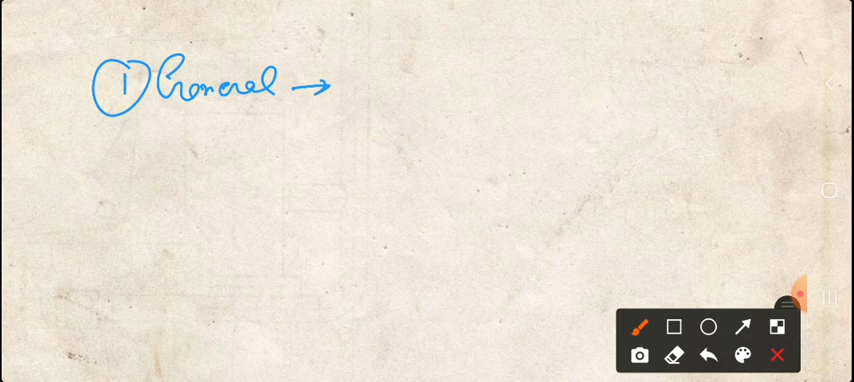 ① General →